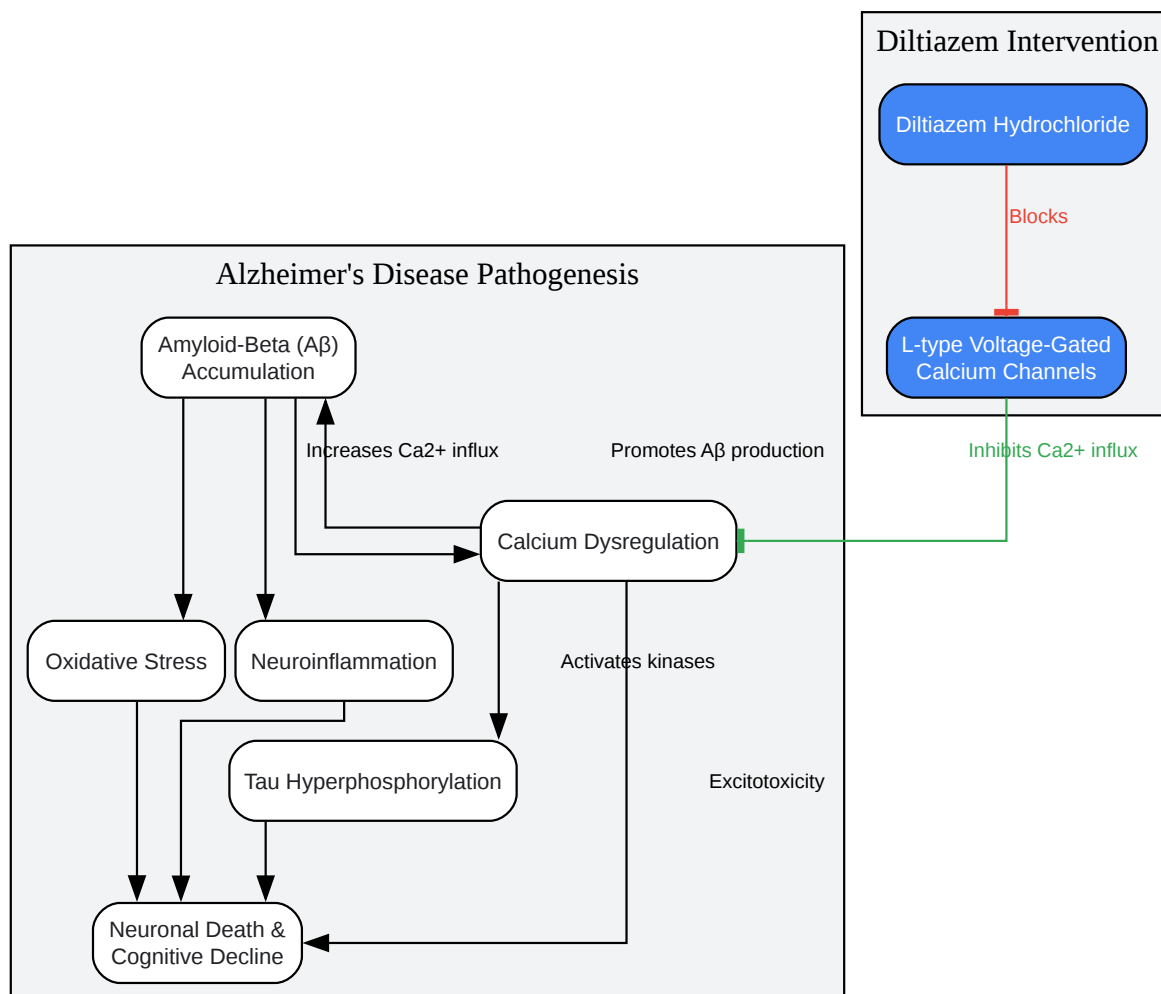 Diltiazem Intervention
Diltiazem Hydrochloride
Blocks
Alzheimer's Disease Pathogenesis
Amyloid-Beta (Aβ)
Accumulation
L-type Voltage-Gated
Calcium Channels
Increases Ca2+ influx
Promotes Aβ production
Inhibits Ca2+ influx
Calcium Dysregulation
Oxidative Stress
Neuroinflammation
Activates kinases
Tau Hyperphosphorylation
Excitotoxicity
Neuronal Death &
Cognitive Decline